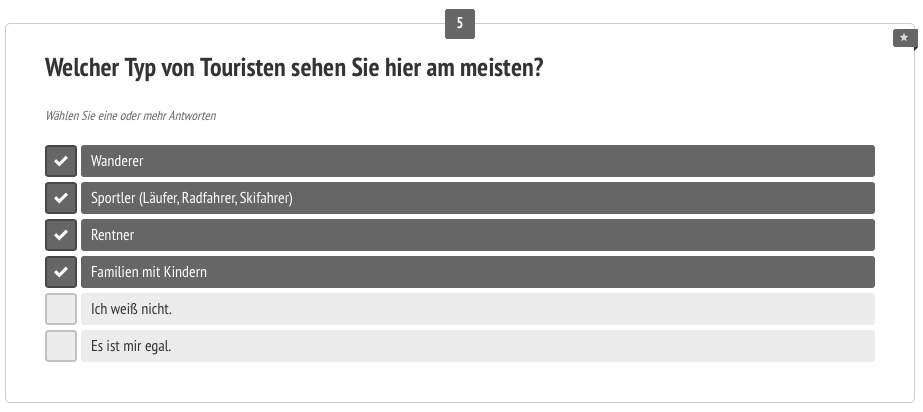 5
Welcher Typ von Touristen sehen Sie hier am meisten?
Wählen Sie eine oder mehr Antworten
Wanderer
Sportler (Läufer, Radfahrer, Skifahrer)
Rentner
Familien mit Kindern
Ich weiß nicht.
Es ist mir egal.